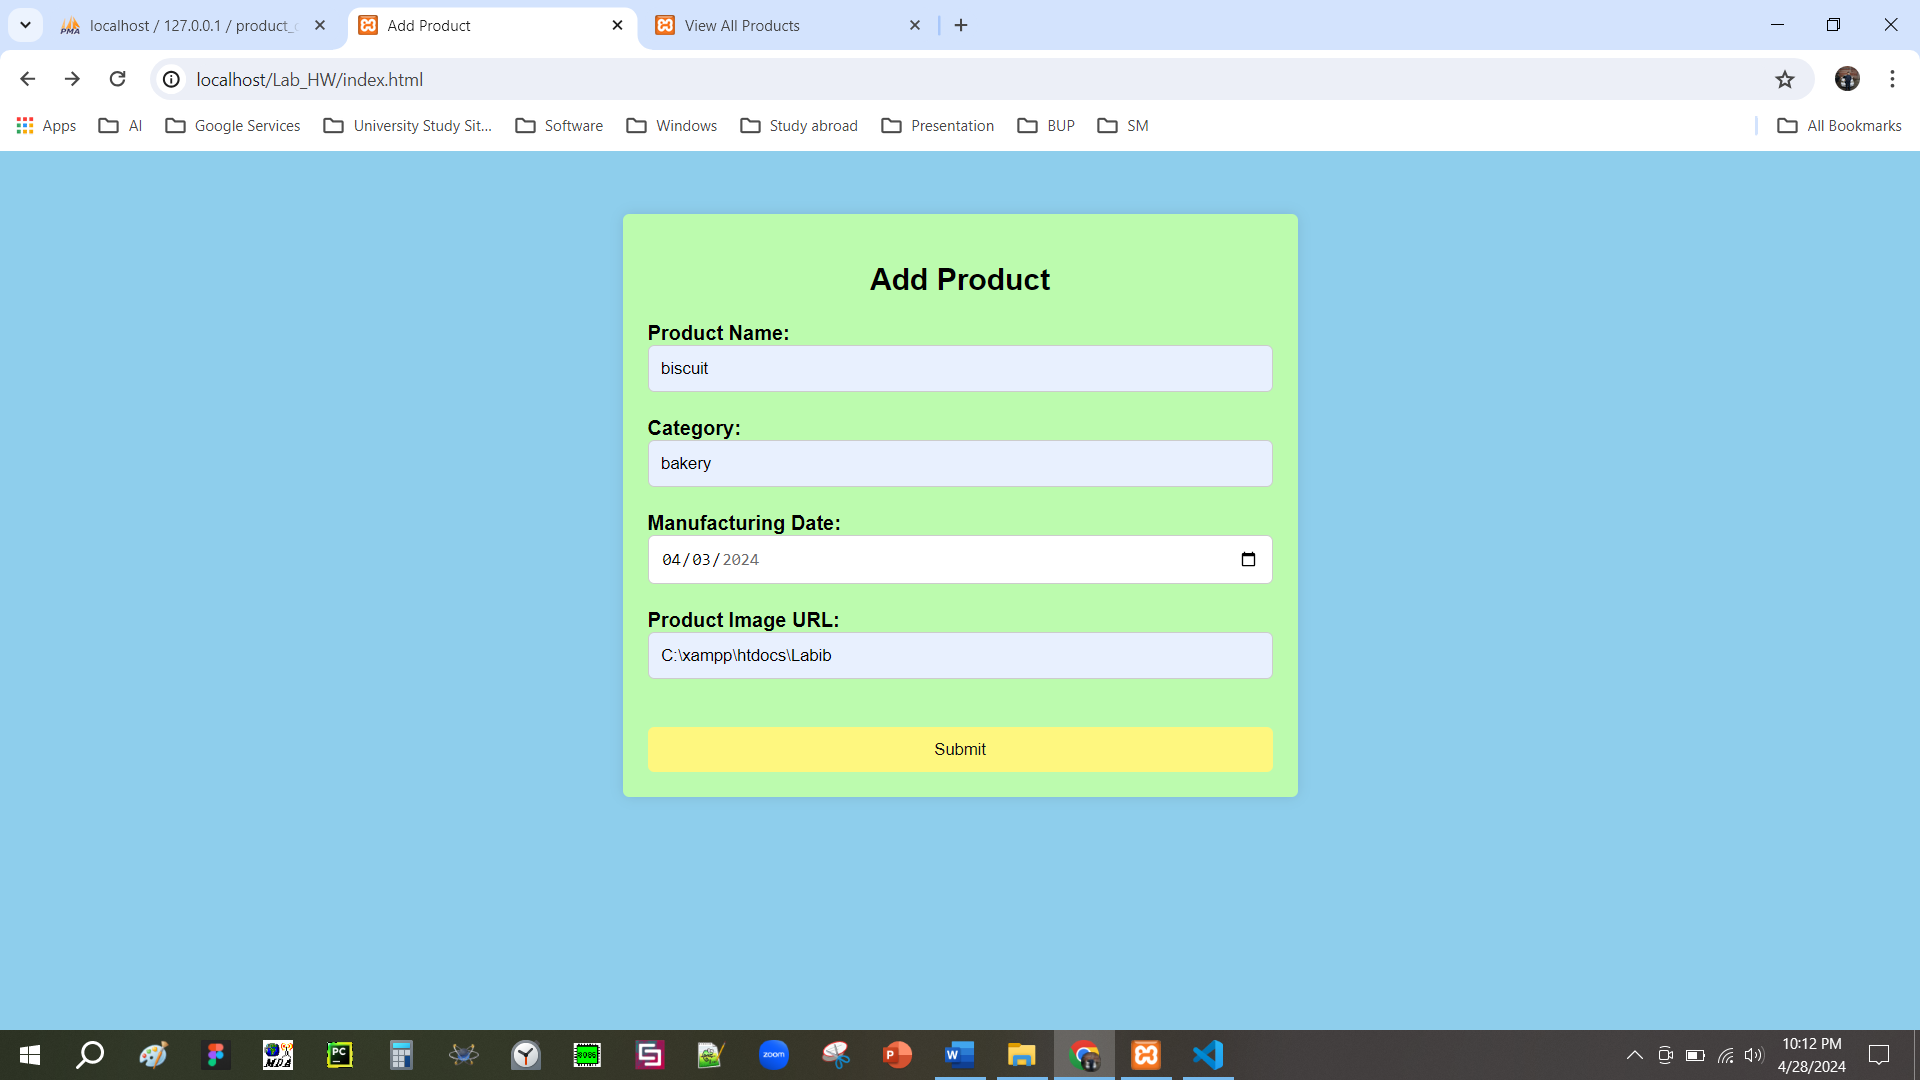 localhost / 127.0.0.1 / product_
Add Product
View All Products
localhost/Lab_HW/index.html
Apps
AI
Google Services
University Study Sit...
Software
Windows
Study abroad
Presentation
BUP
SM
All Bookmarks
Add Product
Product Name:
biscuit
Category:
bakery
Manufacturing Date:
04/03/2024
Product Image URL:
C:\xampp\htdocs\Labib
Submit
10:12 PM
4/28/2024